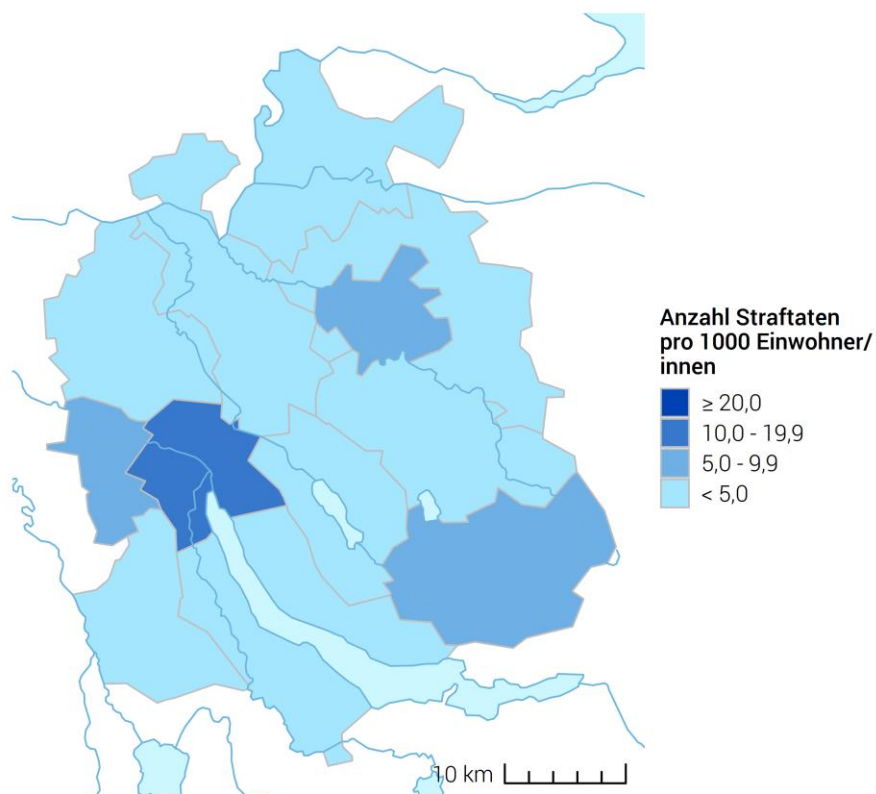 Anzahl Straftaten
pro 1000 Einwohner/
innen
≥ 20,0
10,0 - 19,9
5,0 - 9,9
< 5,0
10 km